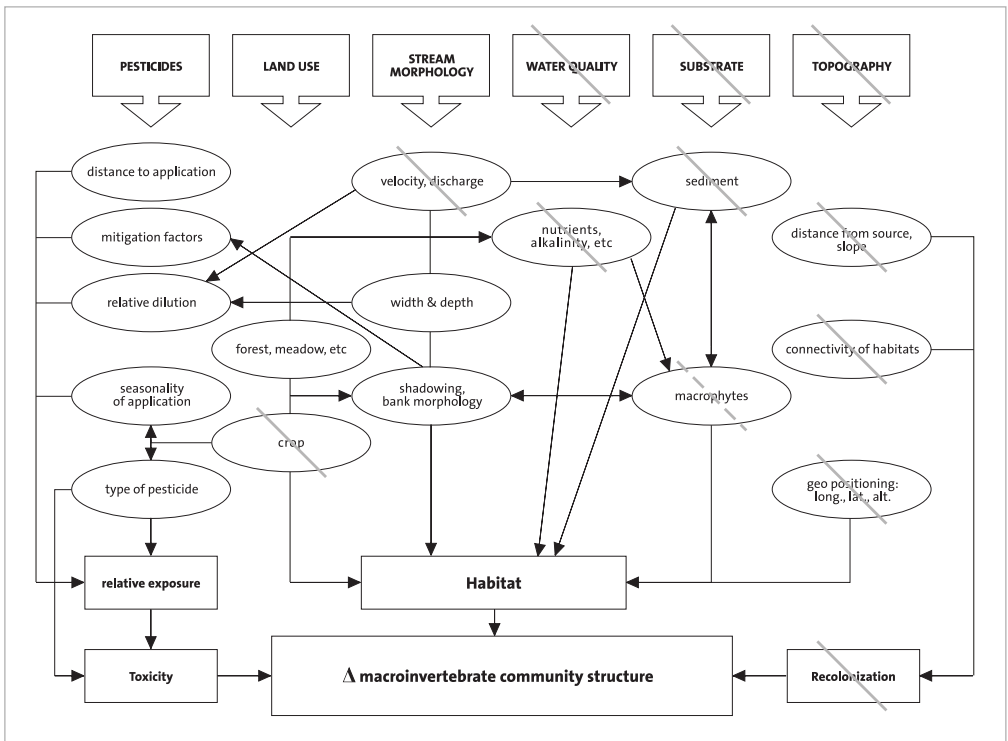 PESTICIDES
LAND USE
STREAM
MORPHOLOGY
WATER QUALITY
SUBSTRATE
TOPOGRAPHY
distance to application
velocity, discharge
sediment
mitigation factors
nutrients,
alkalinity, etc
distance from source,
slope
relative dilution
width & depth
forest, meadow, etc
connectivity of habitats
seasonality
of application
shadowing,
bank morphology
macrophytes
crop
type of pesticide
geo positioning:
long., lat., alt.
relative exposure
Habitat
Toxicity
Δ macroinvertebrate community structure
Recolonization